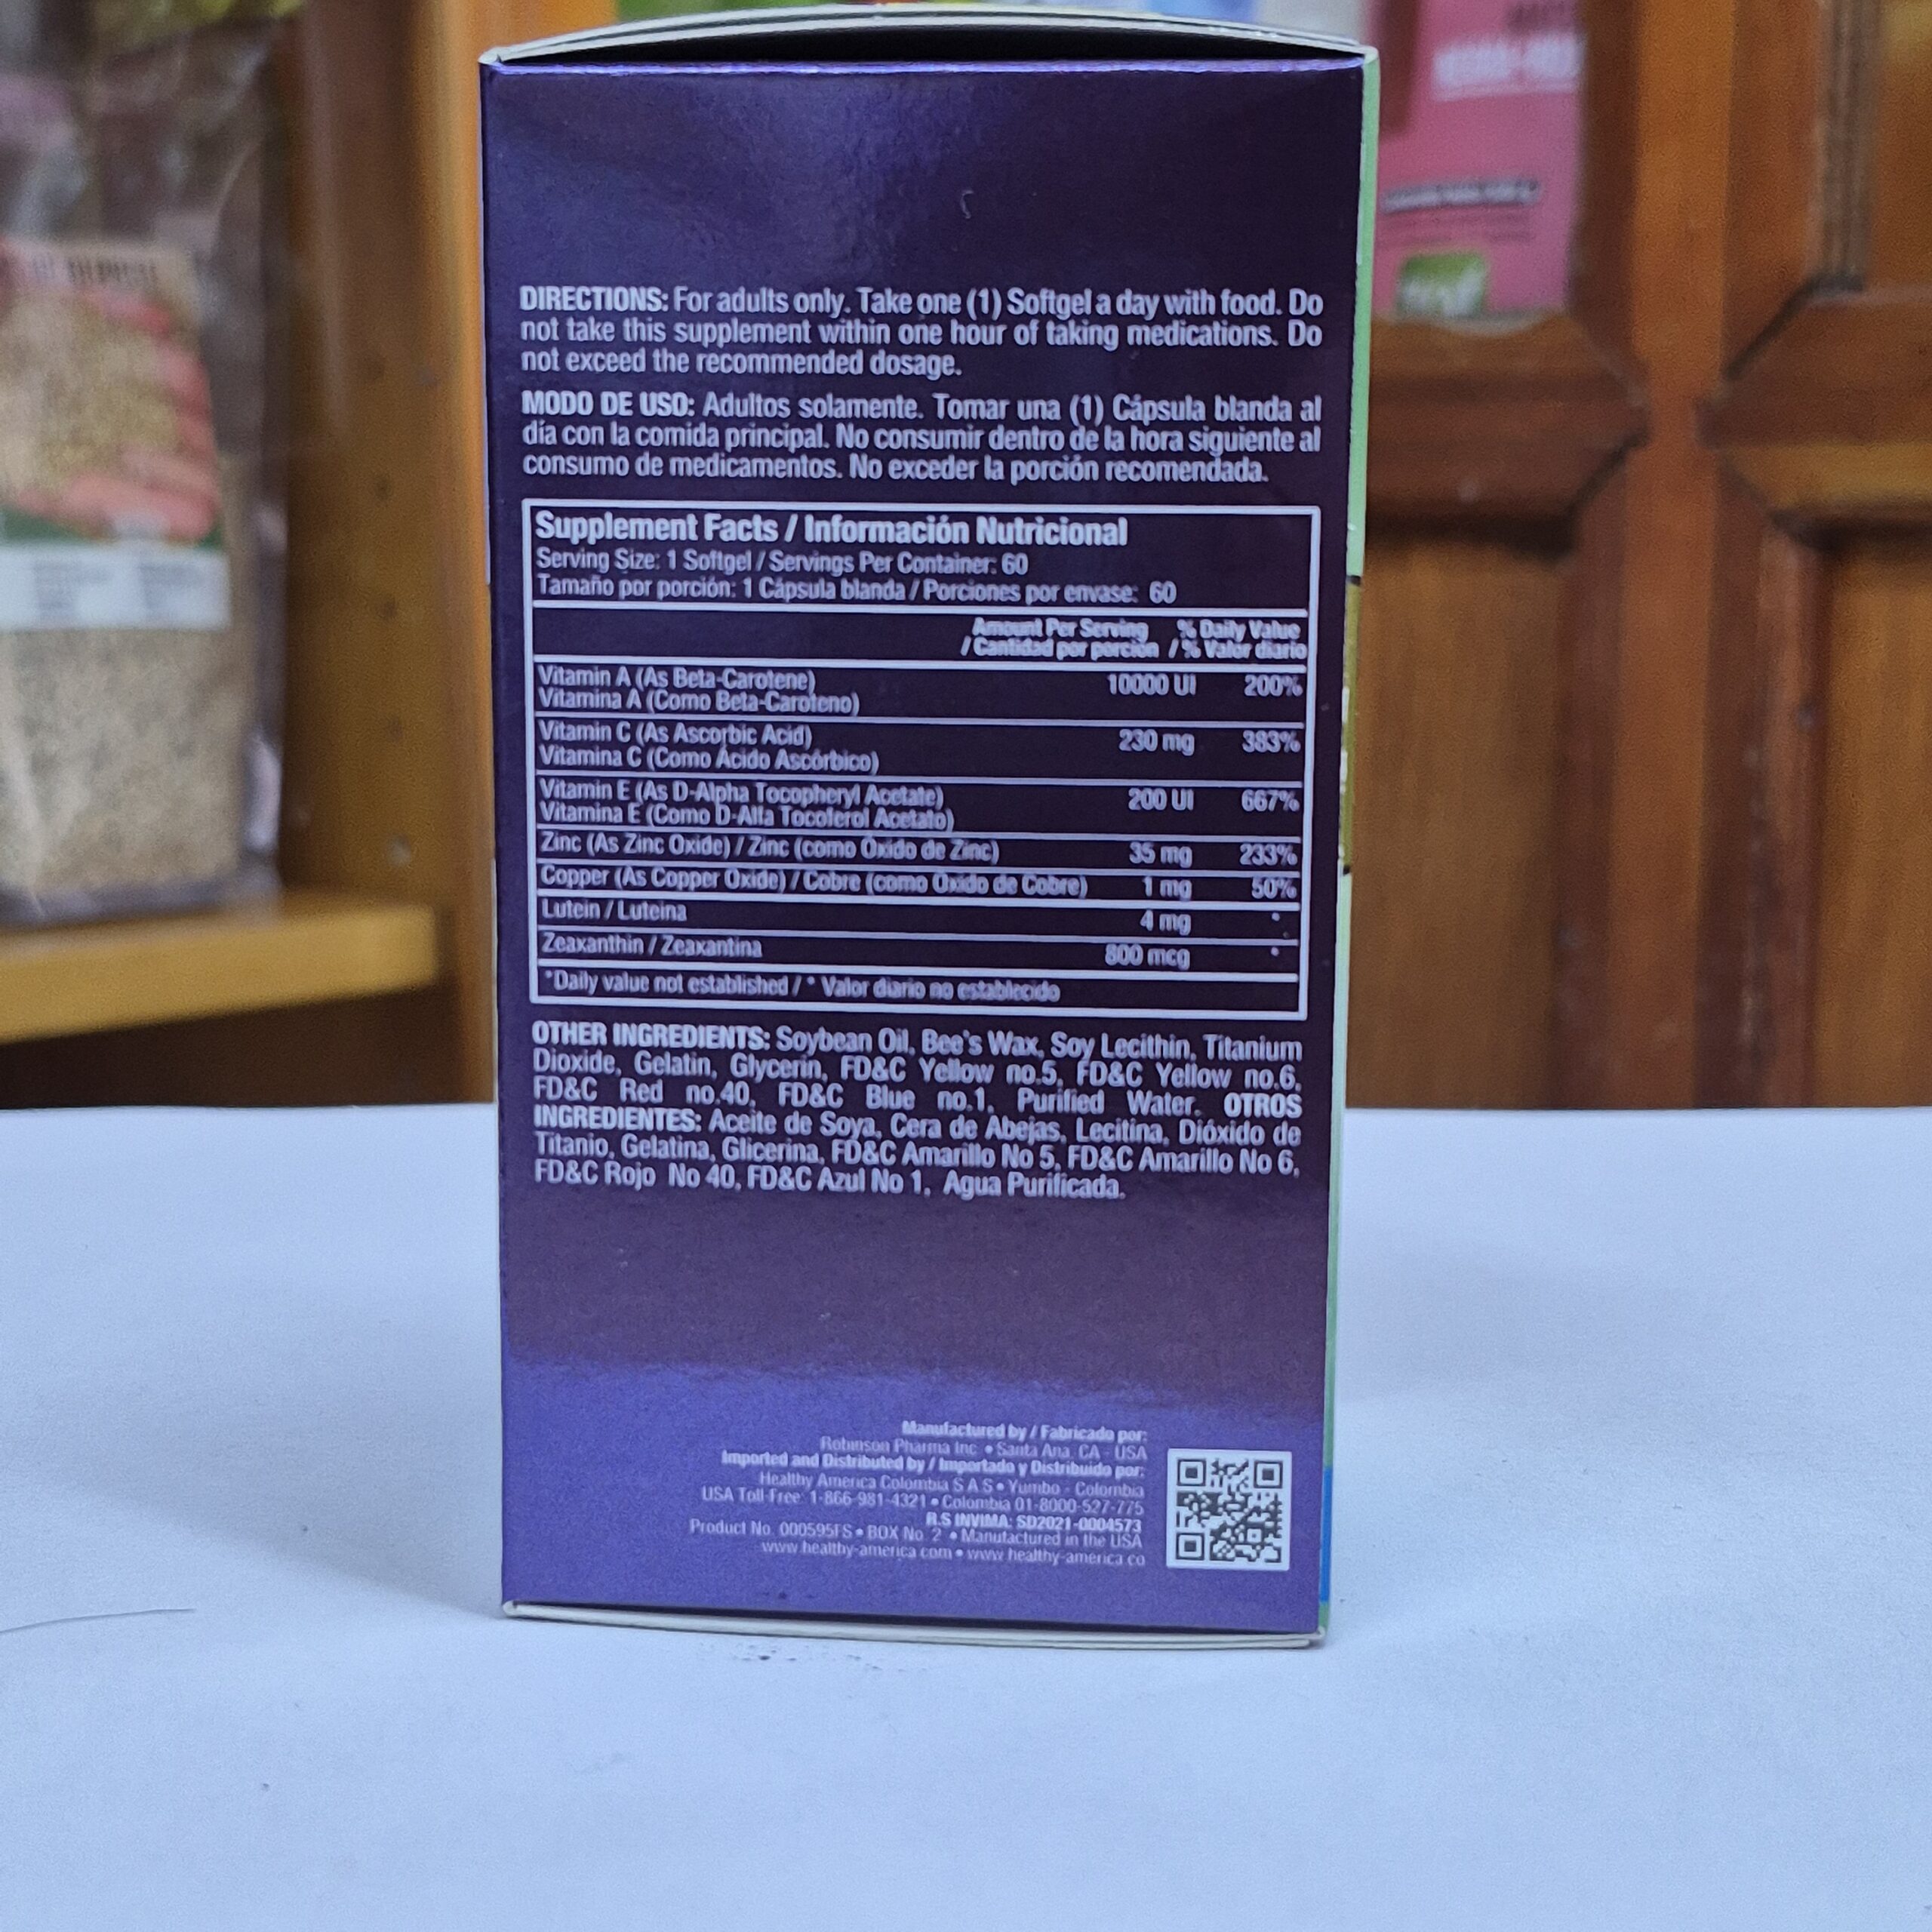 DIRECTIONS: For adults only. Take one (1) Softgel a day with food. Do
not take this supplement within one hour of taking medications. Do
not exceed the recommended dosage.
MODO DE USO: Adultos solamente. Tomar una (1) Cápsula blanda al
día con la comida principal. No consumir dentro de la hora siguiente al
consumo de medicamentos. No exceder la porción recomendada.
Supplement Facts / Información Nutricional
Serving Size: 1 Softgel / Servings Per Container: 60
Tamaño por porción: 1 Cápsula blanda / Porciones por envase: 60
Amount Per Serving % Daily Value
/ Cantidad por porción / % Valor diario
Vitamin A (As Beta-Carotene) 10000 UI 200%
Vitamina A (Como Beta-Caroteno)
Vitamin C (As Ascorbic Acid) 230 mg 383%
Vitamina C (Como Ácido Ascórbico)
Vitamin E (As D-Alpha Tocopheryl Acetate) 200 UI 667%
Vitamina E (Como D-Alfa Tocoferol Acetato)
Zinc (As Zinc Oxide) / Zinc (como Óxido de Zinc) 35 mg 233%
Copper (As Copper Oxide) / Cobre (como Oxido de Cobre) 1 mg 50%
Lutein / Luteina 4 mg *
Zeaxanthin / Zeaxantina 800 mcg *
*Daily value not established / * Valor diario no establecido
OTHER INGREDIENTS: Soybean Oil, Bee's Wax, Soy Lecithin, Titanium
Dioxide, Gelatin, Glycerin, FD&C Yellow no.5, FD&C Yellow no.6,
FD&C Red no.40, FD&C Blue no.1, Purified Water. OTROS
INGREDIENTES: Aceite de Soya, Cera de Abejas, Lecitina, Dióxido de
Titanio, Gelatina, Glicerina, FD&C Amarillo No 5, FD&C Amarillo No 6,
FD&C Rojo No 40, FD&C Azul No 1, Agua Purificada.
Manufactured by / Fabricado por:
Robinson Pharma Inc • Santa Ana, CA - USA
Imported and Distributed by / Importado y Distribuido por:
Healthy America Colombia S A S • Yumbo - Colombia
USA Toll Free: 1-866-981-4321 • Colombia 01-8000-527-775
R.S INVIMA: SD2021-0004573
Product No. 000595FS • BOX No. 2 • Manufactured in the USA
www.healthy-america.com • www.healthy-america.co